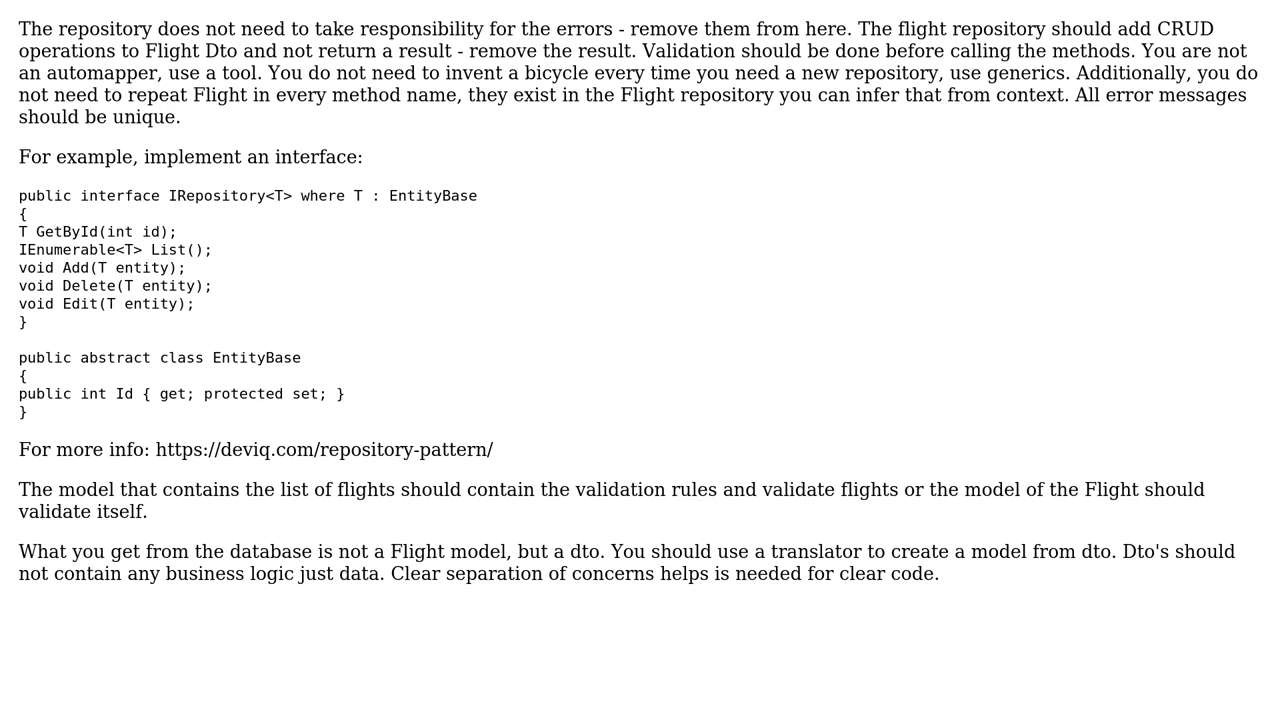 The repository does not need to take responsibility for the errors - remove them from here. The flight repository should add CRUD
operations to Flight Dto and not return a result - remove the result. Validation should be done before calling the methods. You are not
an automapper, use a tool. You do not need to invent a bicycle every time you need a new repository, use generics. Additionally, you do
not need to repeat Flight in every method name, they exist in the Flight repository you can infer that from context. All error messages
should be unique.
For example, implement an interface:
public interface IRepository<T> where T : EntityBase
{
T GetById(int id);
IEnumerable<T> List();
void Add(T entity);
void Delete(T entity);
void Edit(T entity);
}
public abstract class EntityBase
{
public int Id { get; protected set; }
}
For more info: https://deviq.com/repository-pattern/
The model that contains the list of flights should contain the validation rules and validate flights or the model of the Flight should
validate itself.
What you get from the database is not a Flight model, but a dto. You should use a translator to create a model from dto. Dto's should
not contain any business logic just data. Clear separation of concerns helps is needed for clear code.